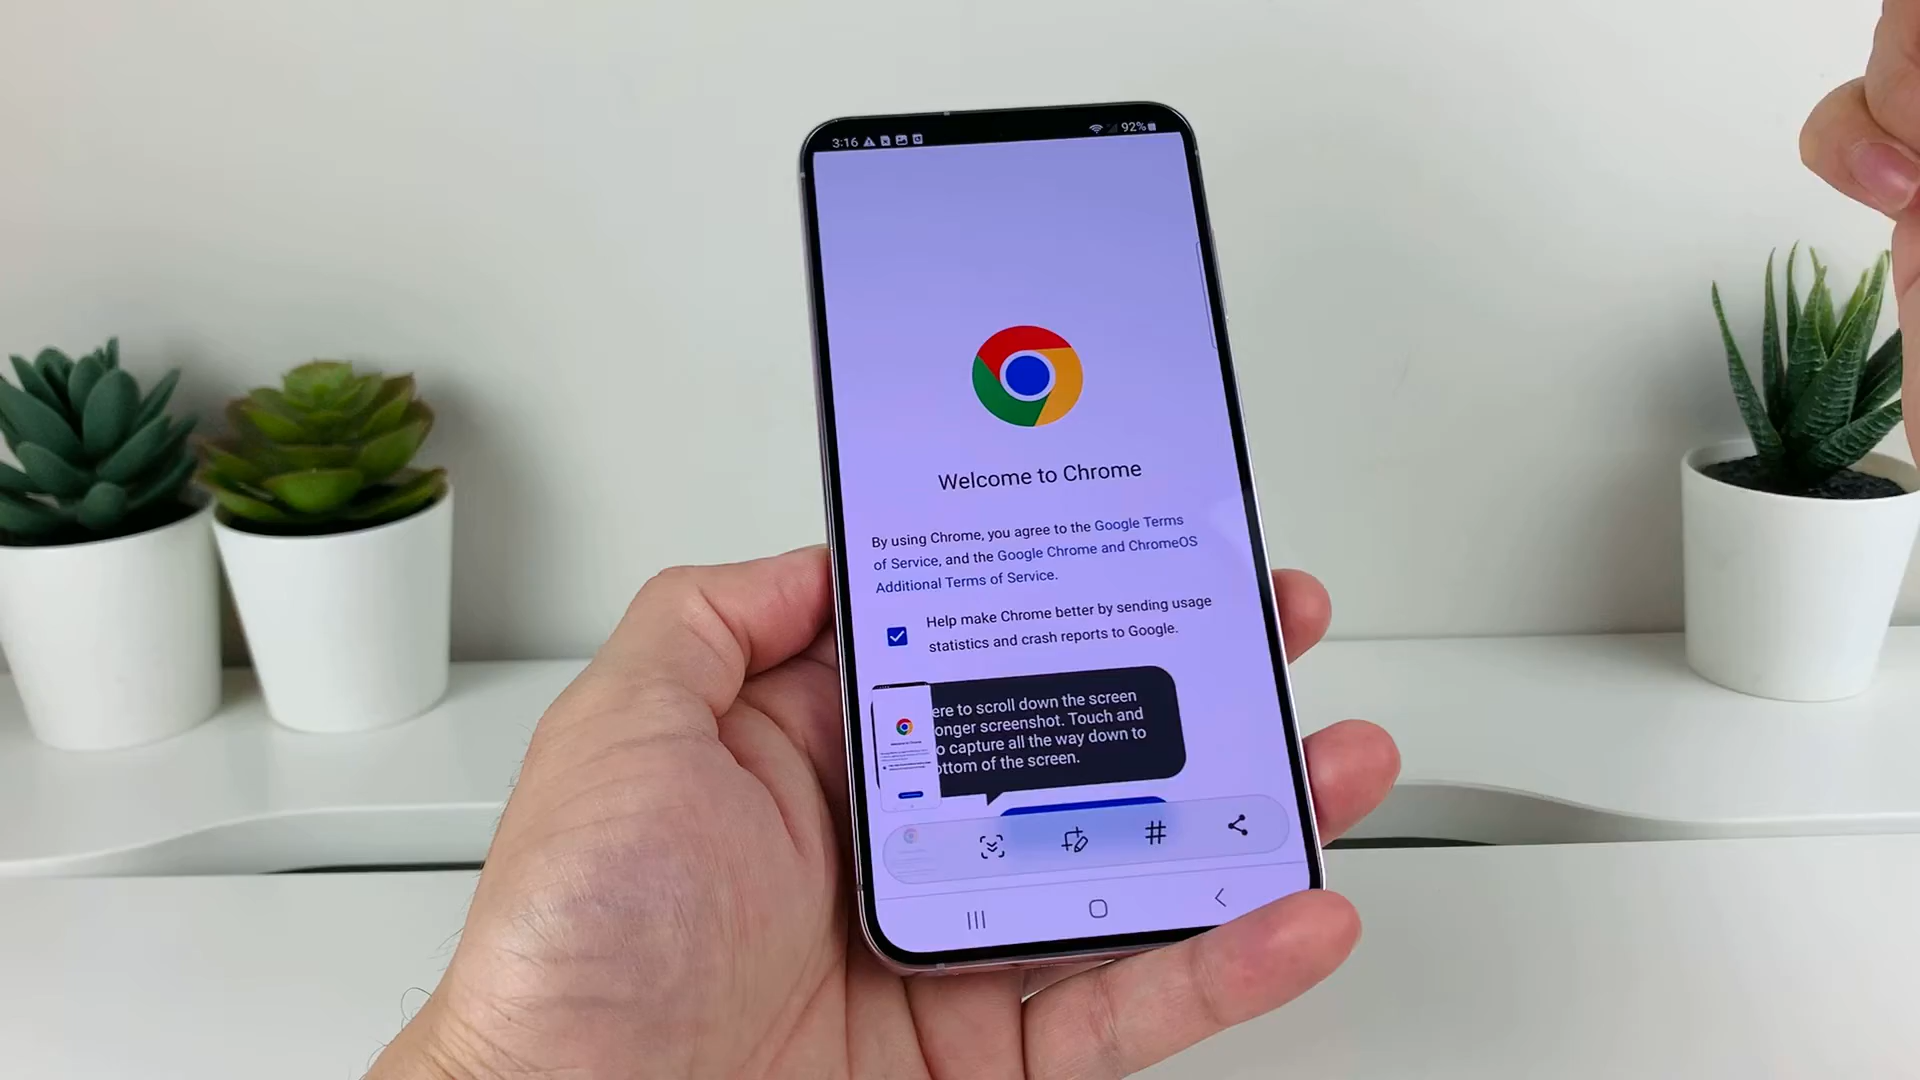 3:16
92%
Welcome to Chrome
By using Chrome, you agree to the Google Terms
of Service, and the Google Chrome and ChromeOS
Additional Terms of Service.
Help make Chrome better by sending usage
statistics and crash reports to Google.
ere to scroll down the screen
onger screenshot. Touch and
o capture all the way down to
ottom of the screen.